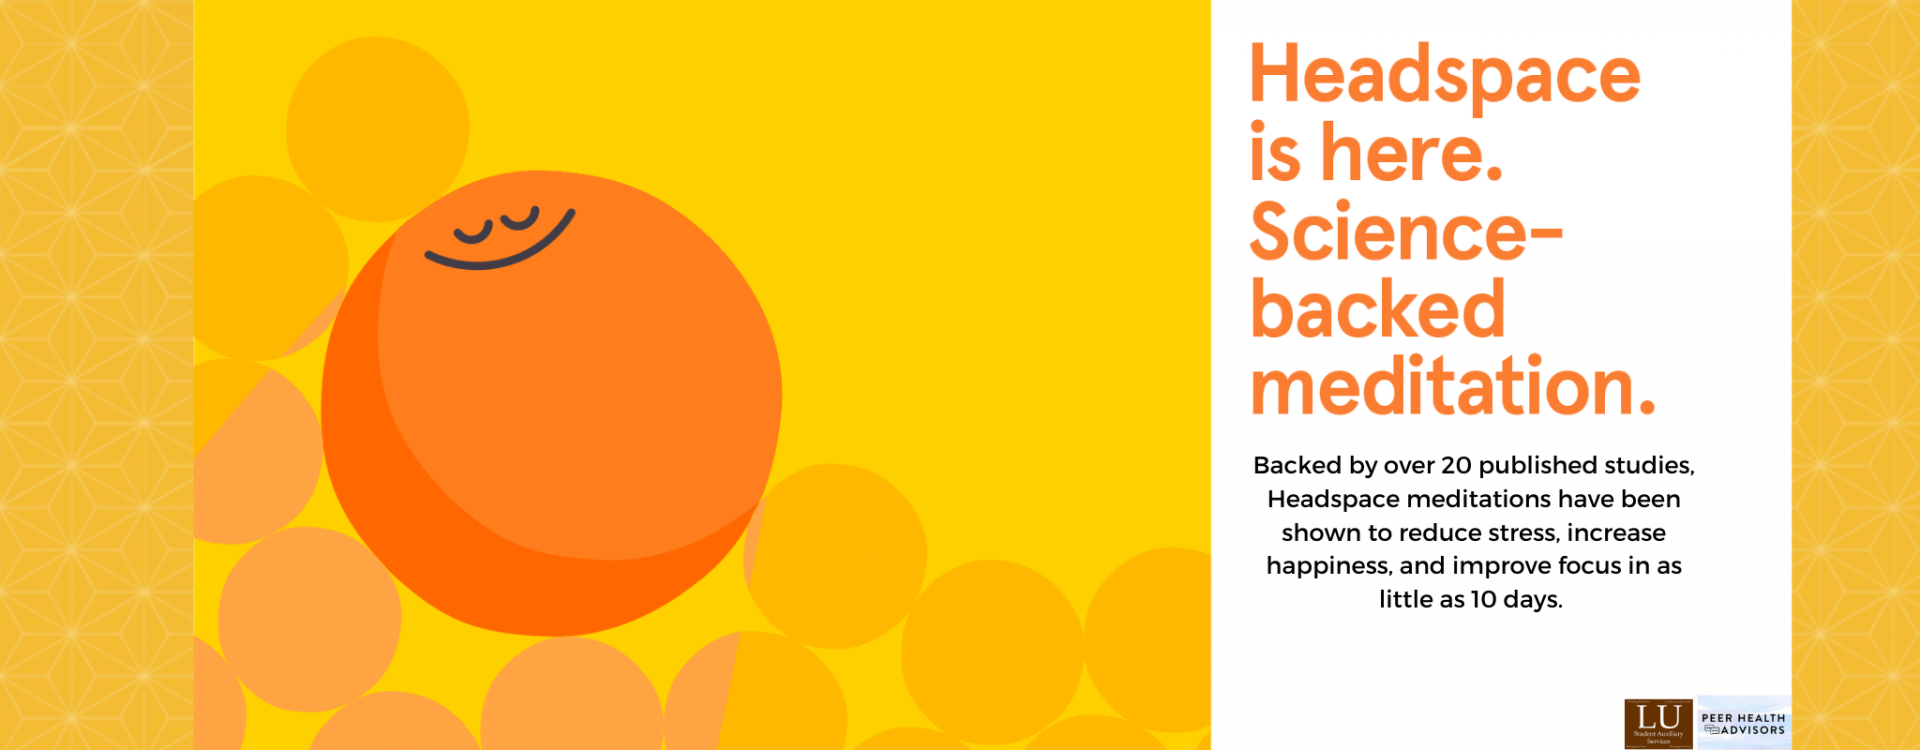 Headspace
is here.
Science-
backed
meditation.
Backed by over 20 published studies,
Headspace meditations have been
shown to reduce stress, increase
happiness, and improve focus in as
little as 10 days.
LU
Student Auxiliary
Services
PEER HEALTH
ADVISORS